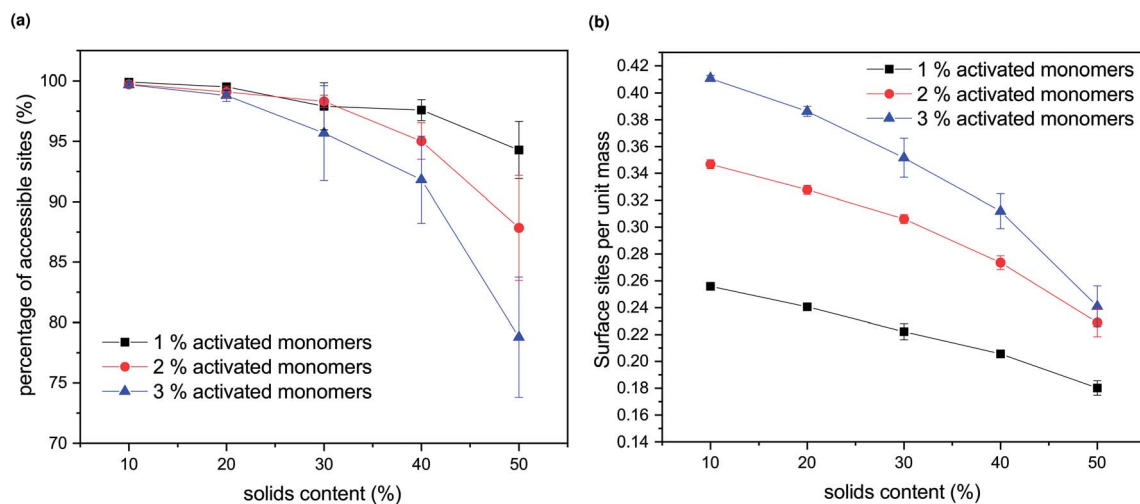 (a)
100
95
90
85
80
75
70
percentage of accessible sites (%)
1 % activated monomers
2 % activated monomers
3 % activated monomers
10 20 30 40 50
solids content (%)
(b)
0.42
0.40
0.38
0.36
0.34
0.32
0.30
0.28
0.26
0.24
0.22
0.20
0.18
0.16
0.14
Surface sites per unit mass
1 % activated monomers
2 % activated monomers
3 % activated monomers
10 20 30 40 50
solids content (%)